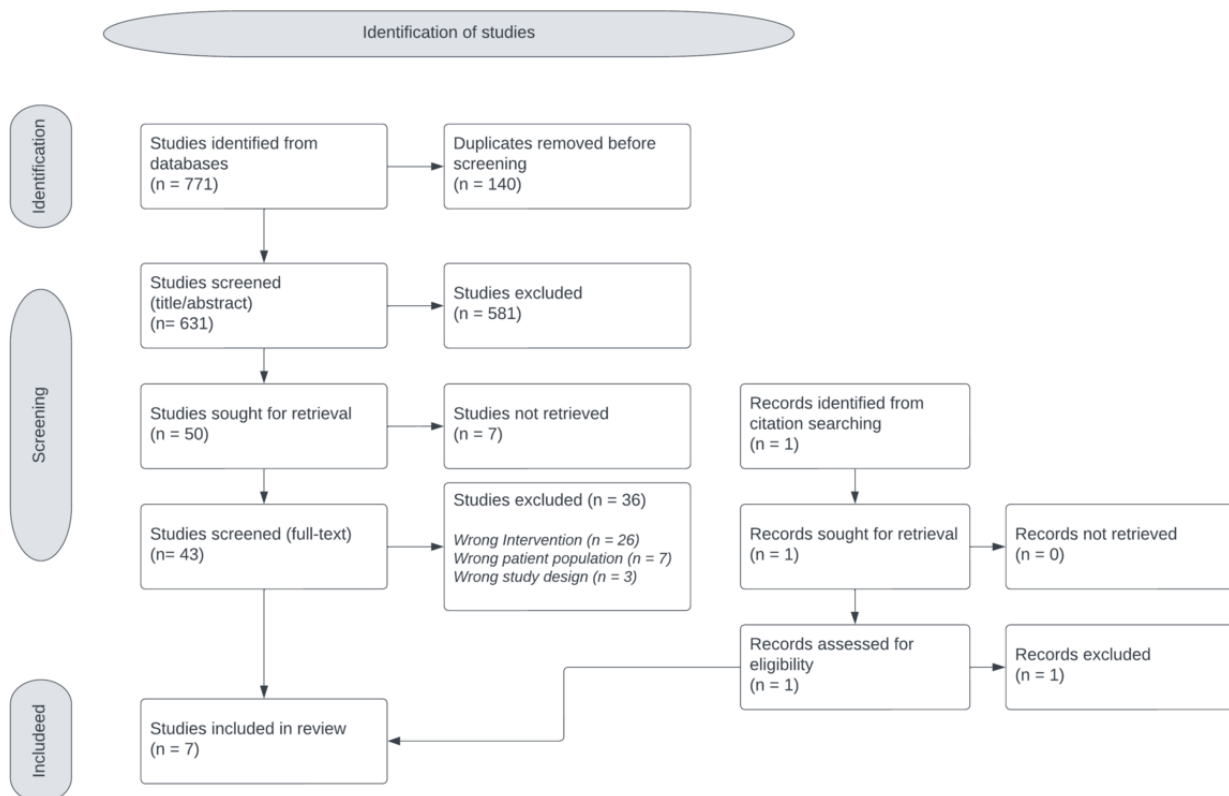 Identification of studies
Identification
Studies identified from
databases
(n = 771)
Duplicates removed before
screening
(n = 140)
Screening
Studies screened
(title/abstract)
(n= 631)
Studies excluded
(n = 581)
Studies sought for retrieval
(n = 50)
Studies not retrieved
(n = 7)
Records identified from
citation searching
(n = 1)
Studies screened (full-text)
(n= 43)
Studies excluded (n = 36)
Wrong Intervention (n = 26)
Wrong patient population (n = 7)
Wrong study design (n = 3)
Records sought for retrieval
(n = 1)
Records not retrieved
(n = 0)
Records assessed for
eligibility
(n = 1)
Records excluded
(n = 1)
Includeed
Studies included in review
(n = 7)